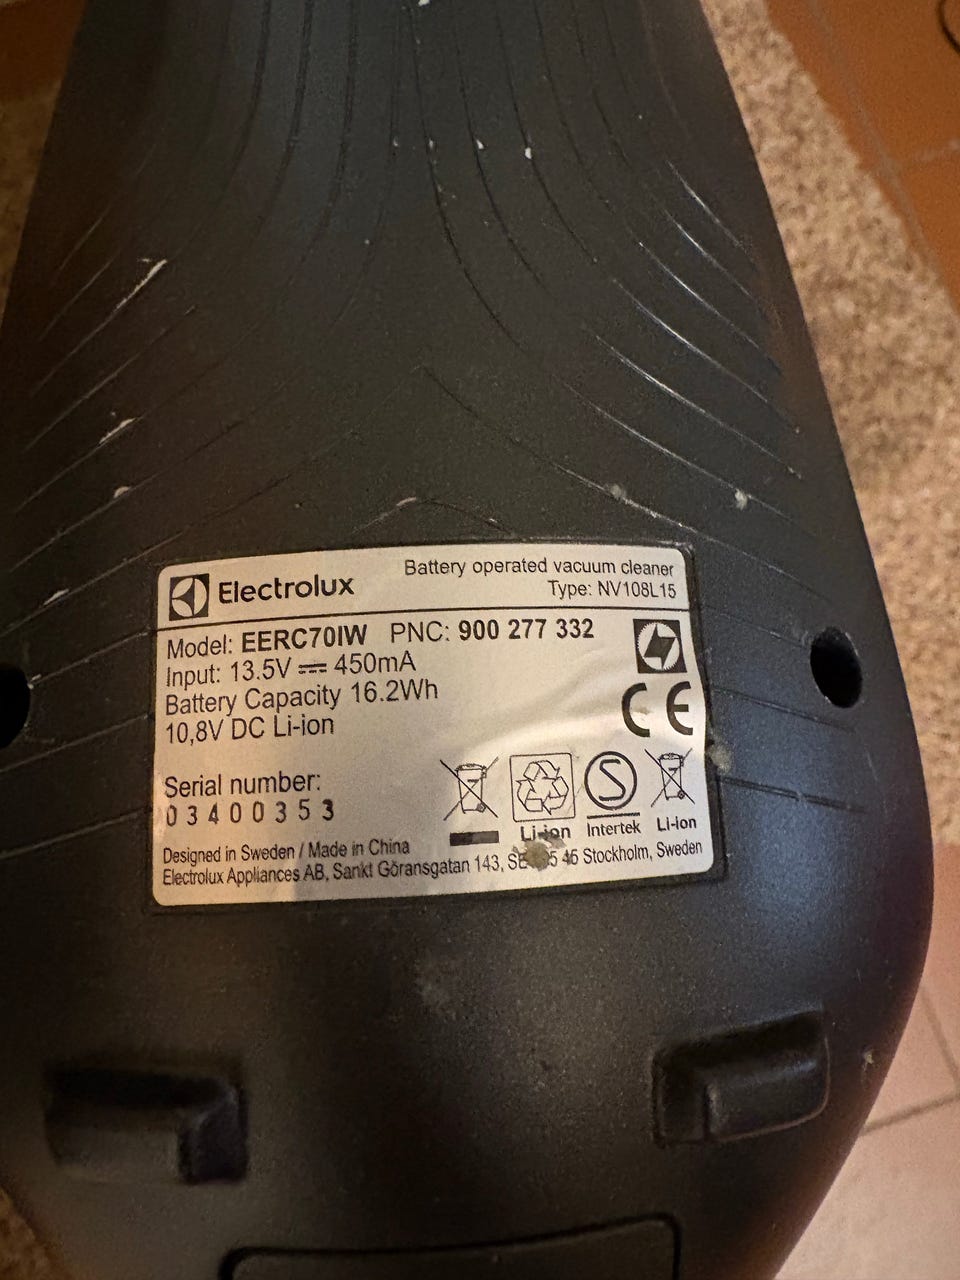 Electrolux
Battery operated vacuum cleaner
Type: NV108L15
Model: EERC70IW PNC: 900 277 332
Input: 13.5V ⎓ 450mA
Battery Capacity 16.2Wh
10,8V DC Li-ion
CE
Serial number:
03400353
Li-ion
Intertek
Li-ion
Designed in Sweden / Made in China
Electrolux Appliances AB, Sankt Göransgatan 143, Stockholm, Sweden